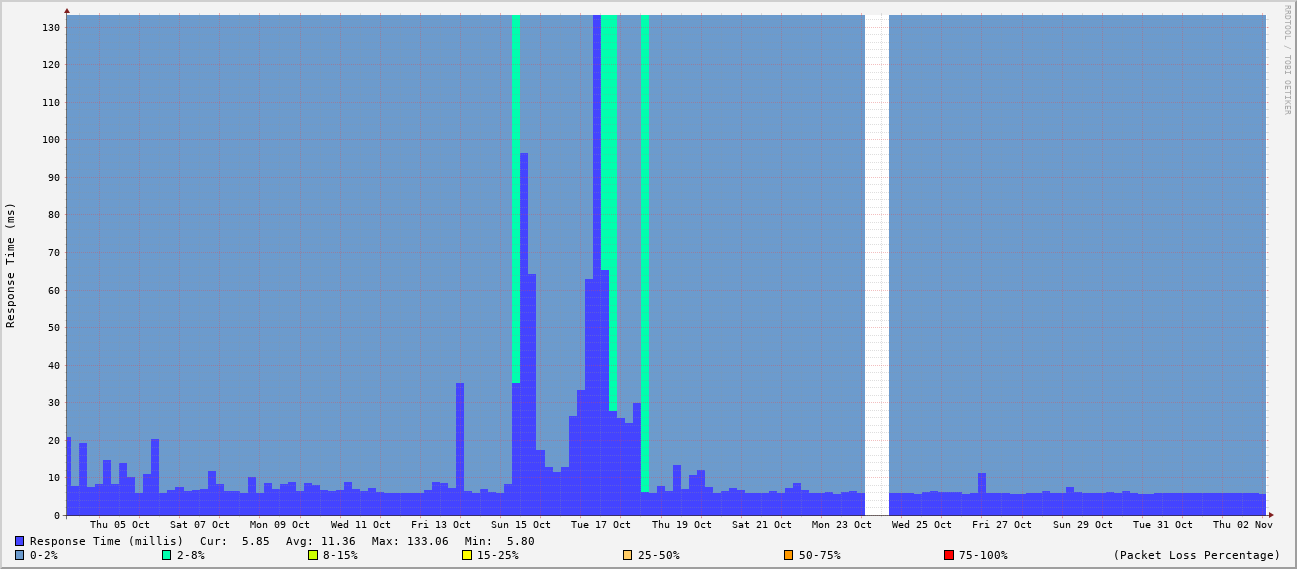 RRDTOOL / TOBI OETIKER
Response Time (ms)
130
120
110
100
90
80
70
60
50
40
30
20
10
0
Thu 05 Oct Sat 07 Oct Mon 09 Oct Wed 11 Oct Fri 13 Oct Sun 15 Oct Tue 17 Oct Thu 19 Oct Sat 21 Oct Mon 23 Oct Wed 25 Oct Fri 27 Oct Sun 29 Oct Tue 31 Oct Thu 02 Nov
Response Time (millis) Cur: 5.85 Avg: 11.36 Max: 133.06 Min: 5.80
0-2% 2-8% 8-15% 15-25% 25-50% 50-75% 75-100% (Packet Loss Percentage)